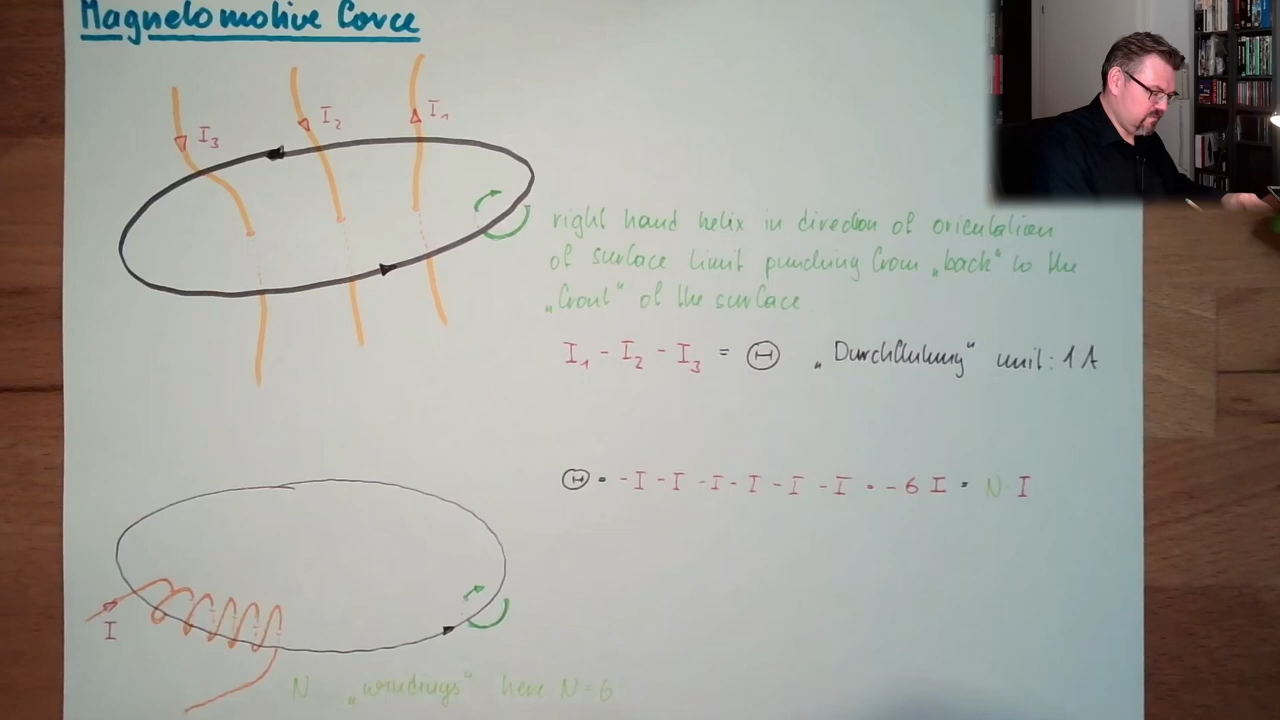 Magnetomotive Force
I₃
I₂
I₁
right hand helix in direction of orientation
of surface limit punching from „back" to the
„front" of the surface
I₁ - I₂ - I₃ = Θ „Durchflutung" unit: 1 A
Θ = -I -I -I -I -I -I = -6 I = N·I
I
N „windings" here N=6